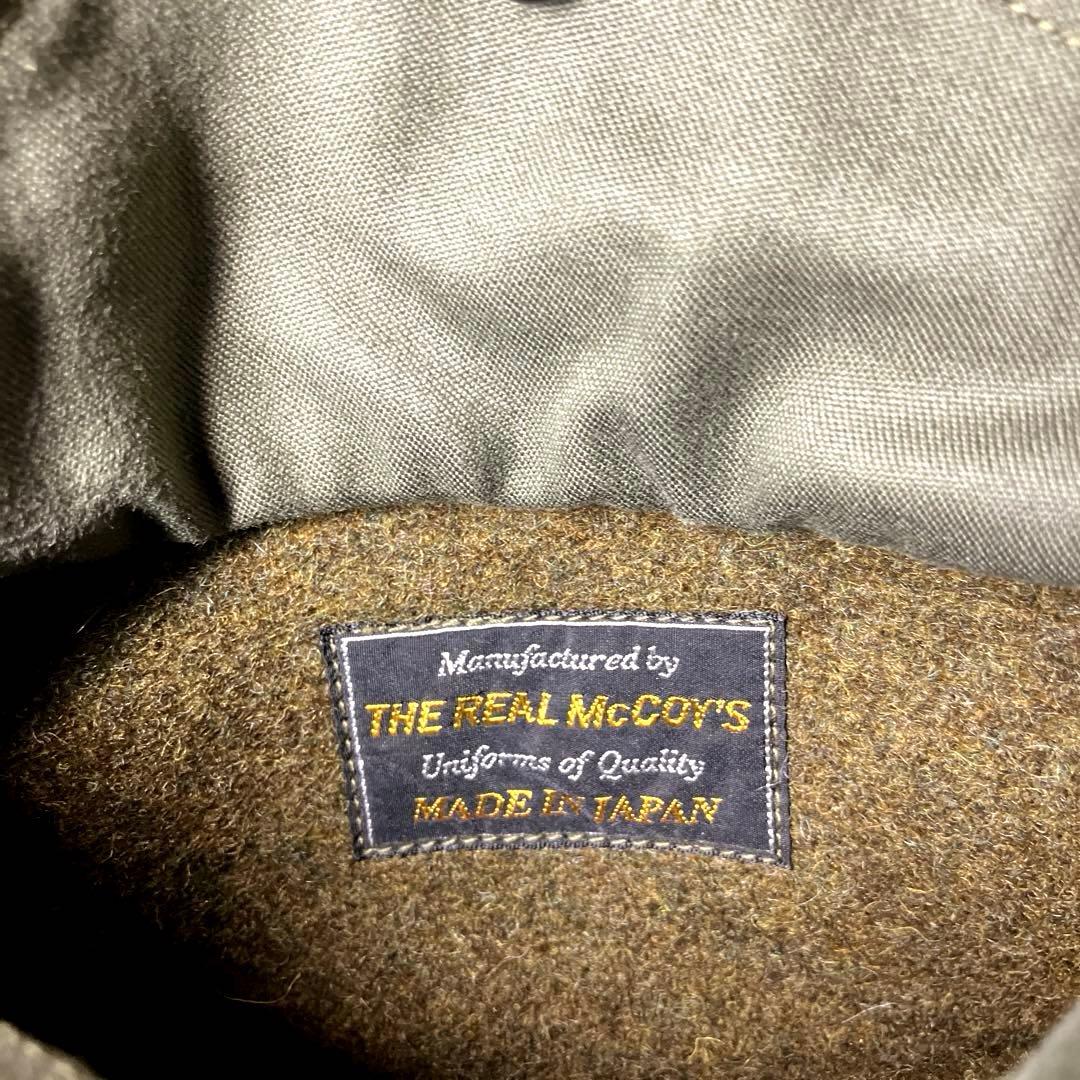 Manufactured by
THE REAL McCOY'S
Uniforms of Quality
MADE IN JAPAN